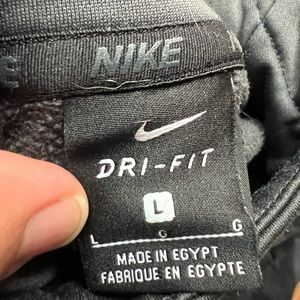 NIKE
DRI-FIT
L
L G G
MADE IN EGYPT
FABRIQUE EN EGYPTE